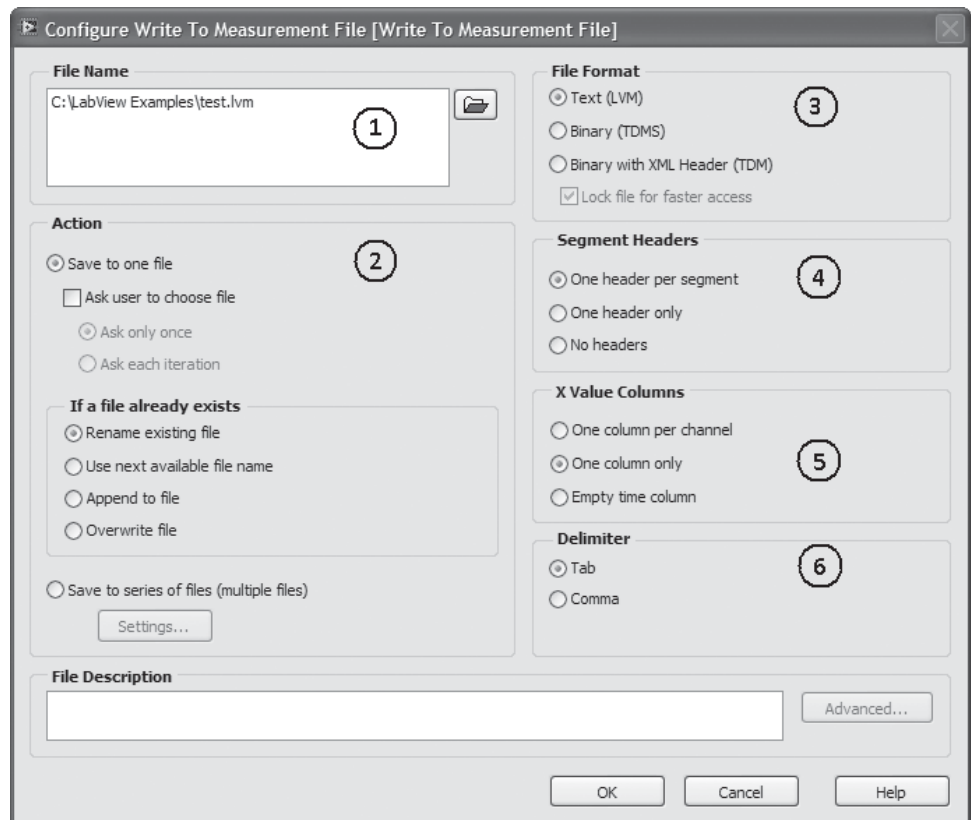 Configure Write To Measurement File [Write To Measurement File]
File Name
C:\LabView Examples\test.lvm
1
Action
2
Save to one file
Ask user to choose file
Ask only once
Ask each iteration
If a file already exists
Rename existing file
Use next available file name
Append to file
Overwrite file
Save to series of files (multiple files)
Settings...
File Format
Text (LVM)
3
Binary (TDMS)
Binary with XML Header (TDM)
Lock file for faster access
Segment Headers
One header per segment
4
One header only
No headers
X Value Columns
One column per channel
One column only
5
Empty time column
Delimiter
Tab
6
Comma
File Description
Advanced...
OK
Cancel
Help